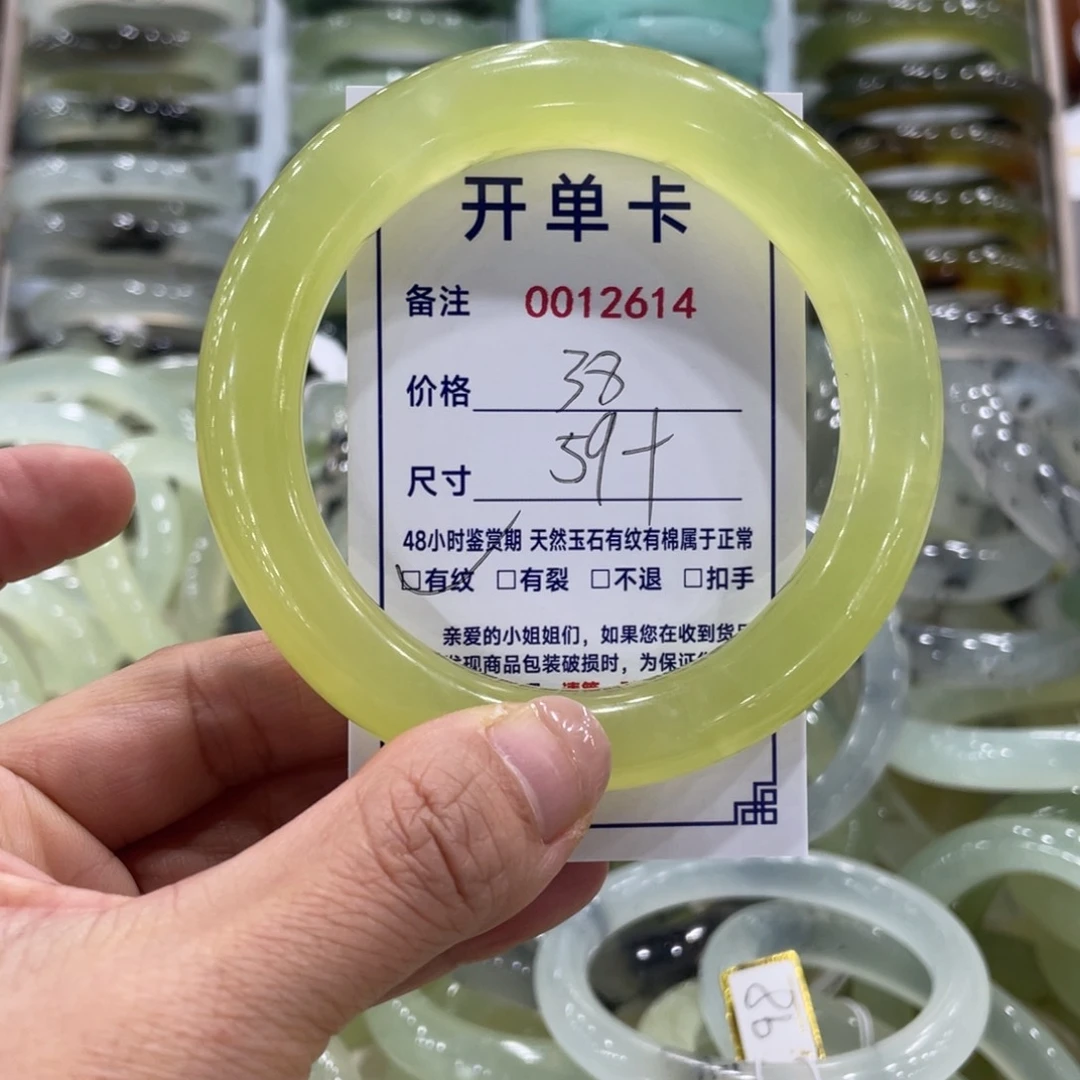 开单卡
备注 0012614
价格 38
尺寸 59+
48小时鉴赏期 天然玉石有纹有棉属于正常
☑有纹 □有裂 □不退 □扣手
亲爱的小姐姐们，如果您在收到货
发现商品包装破损时，为保证
86